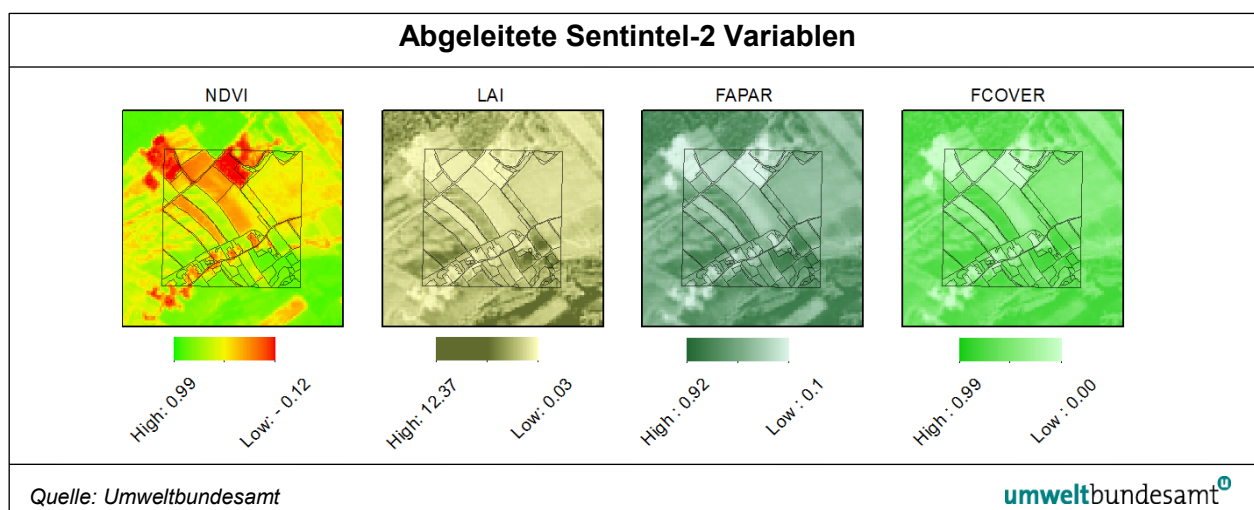 Abgeleitete Sentintel-2 Variablen
NDVI
LAI
FAPAR
FCOVER
High: 0.99
Low: - 0.12
High: 12.37
Low: 0.03
High : 0.92
Low : 0.1
High : 0.99
Low : 0.00
Quelle: Umweltbundesamt
umweltbundesamt u